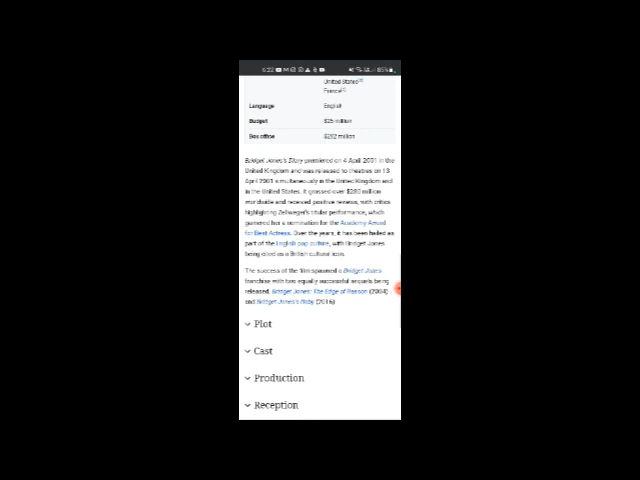 6:22 85%
United States
France
Language English
Budget $25 million
Box office $282 million
Bridget Jones's Diary premiered on 4 April 2001 in the
United Kingdom and was released to theatres on 13
April 2001 simultaneously in the United Kingdom and
in the United States. It grossed over $280 million
worldwide and received positive reviews, with critics
highlighting Zellweger's titular performance, which
garnered her a nomination for the Academy Award
for Best Actress. Over the years, it has been hailed as
part of the English pop culture, with Bridget Jones
being cited as a British cultural icon.
The success of the film spawned a Bridget Jones
franchise with two equally successful sequels being
released, Bridget Jones: The Edge of Reason (2004)
and Bridget Jones's Baby (2016)
Plot
Cast
Production
Reception